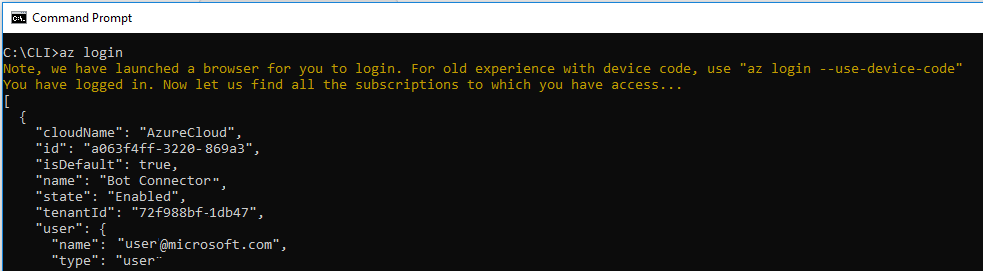 Command Prompt
C:\CLI>az login
Note, we have launched a browser for you to login. For old experience with device code, use "az login --use-device-code"
You have logged in. Now let us find all the subscriptions to which you have access...
[
  {
    "cloudName": "AzureCloud",
    "id": "a063f4ff-3220-869a3",
    "isDefault": true,
    "name": "Bot Connector",
    "state": "Enabled",
    "tenantId": "72f988bf-1db47",
    "user": {
      "name": "user@microsoft.com",
      "type": "user"